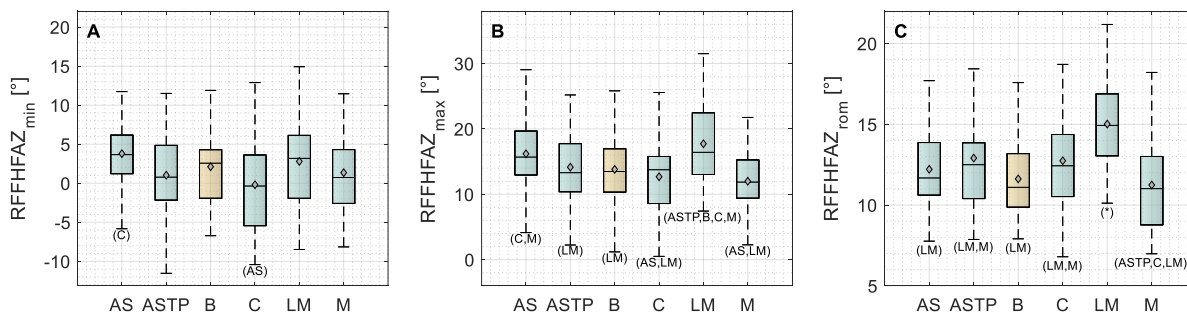 A
RFFHFAZmin [°]
20
15
10
5
0
-5
-10
(C)
(AS)
AS ASTP B C LM M
B
RFFHFAZmax [°]
30
20
10
0
(C,M)
(LM)
(LM)
(AS,LM)
(ASTP,B,C,M)
(AS,LM)
AS ASTP B C LM M
C
RFFHFAZrom [°]
20
15
10
5
(LM)
(LM,M)
(LM)
(LM,M)
(*)
(ASTP,C,LM)
AS ASTP B C LM M